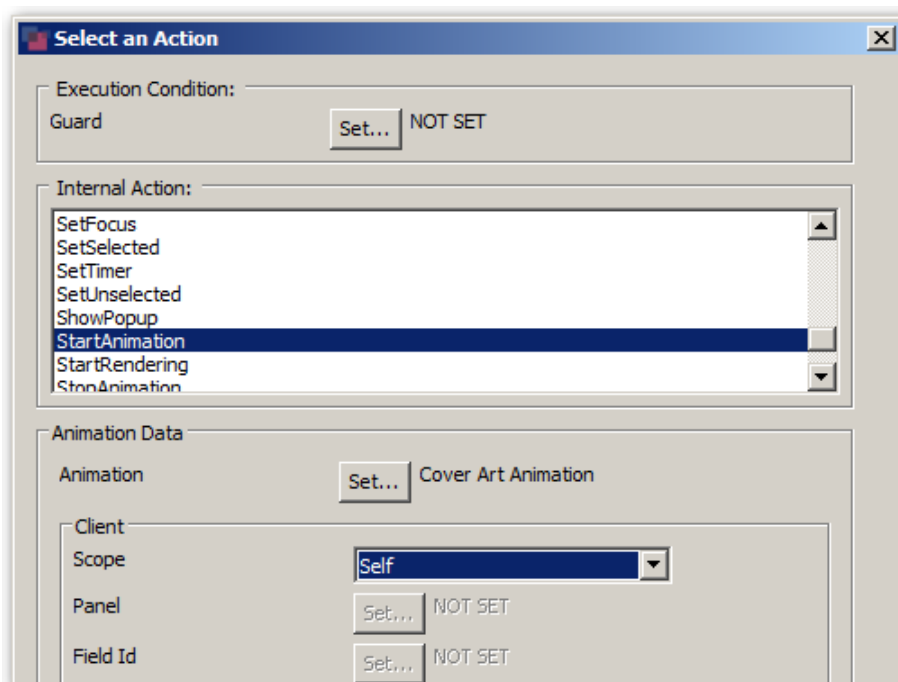 Select an Action
Execution Condition:
Guard Set... NOT SET
Internal Action:
SetFocus
SetSelected
SetTimer
SetUnselected
ShowPopup
StartAnimation
StartRendering
StopAnimation
Animation Data
Animation Set... Cover Art Animation
Client
Scope Self
Panel Set... NOT SET
Field Id Set... NOT SET